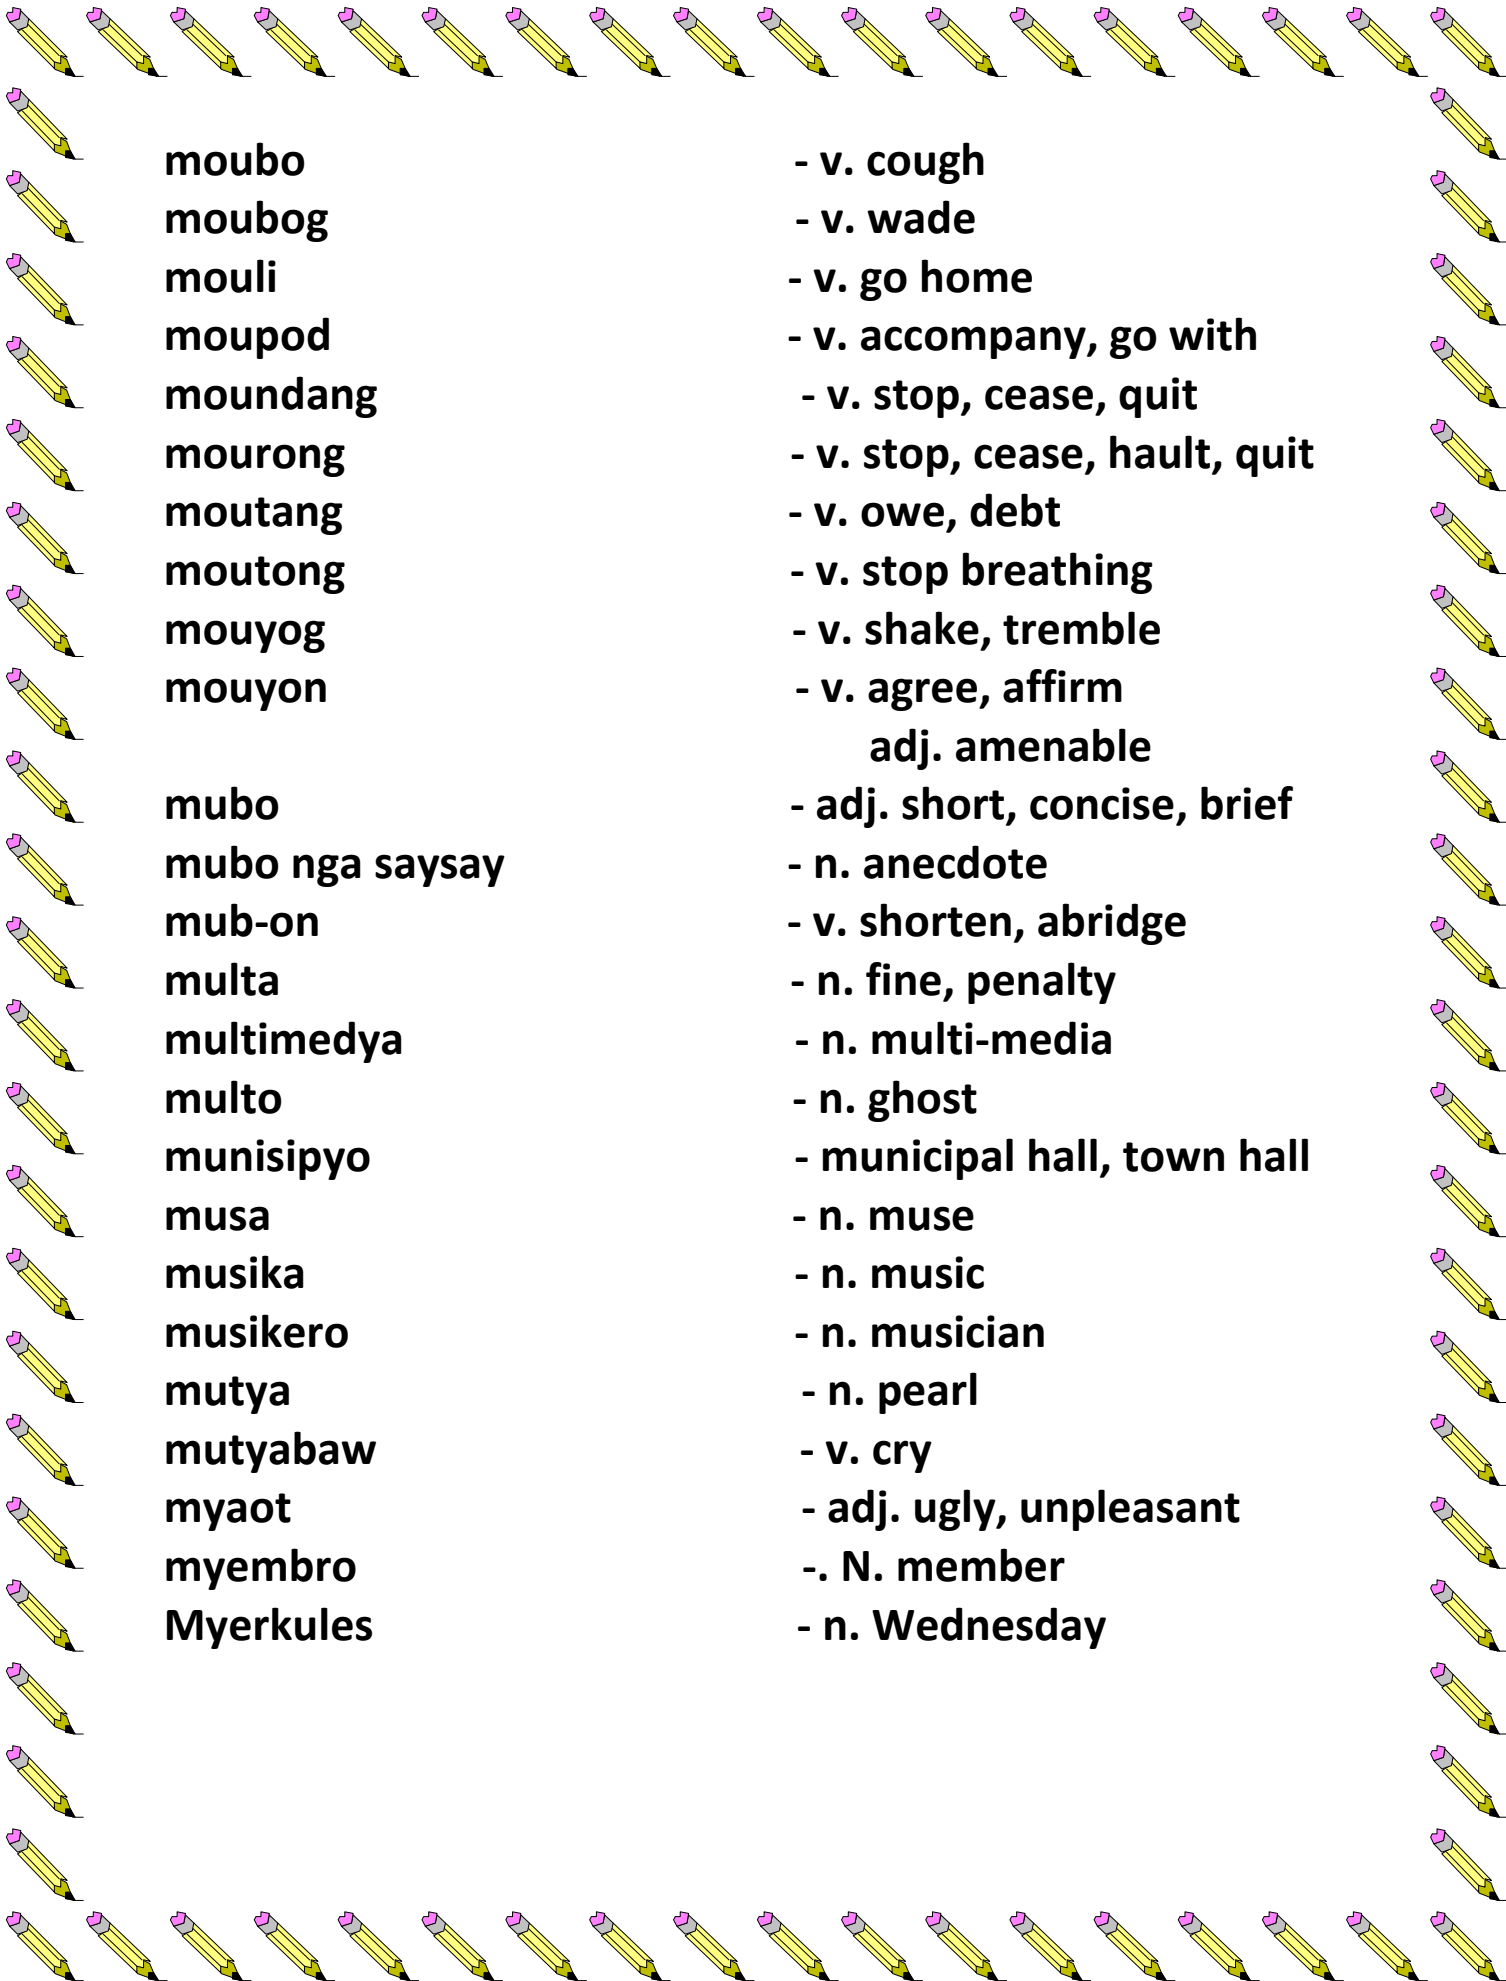 moubo - v. cough
moubog - v. wade
mouli - v. go home
moupod - v. accompany, go with
moundang - v. stop, cease, quit
mourong - v. stop, cease, hault, quit
moutang - v. owe, debt
moutong - v. stop breathing
mouyog - v. shake, tremble
mouyon - v. agree, affirm
adj. amenable
mubo - adj. short, concise, brief
mubo nga saysay - n. anecdote
mub-on - v. shorten, abridge
multa - n. fine, penalty
multimedya - n. multi-media
multo - n. ghost
munisipyo - municipal hall, town hall
musa - n. muse
musika - n. music
musikero - n. musician
mutya - n. pearl
mutyabaw - v. cry
myaot - adj. ugly, unpleasant
myembro -. N. member
Myerkules - n. Wednesday